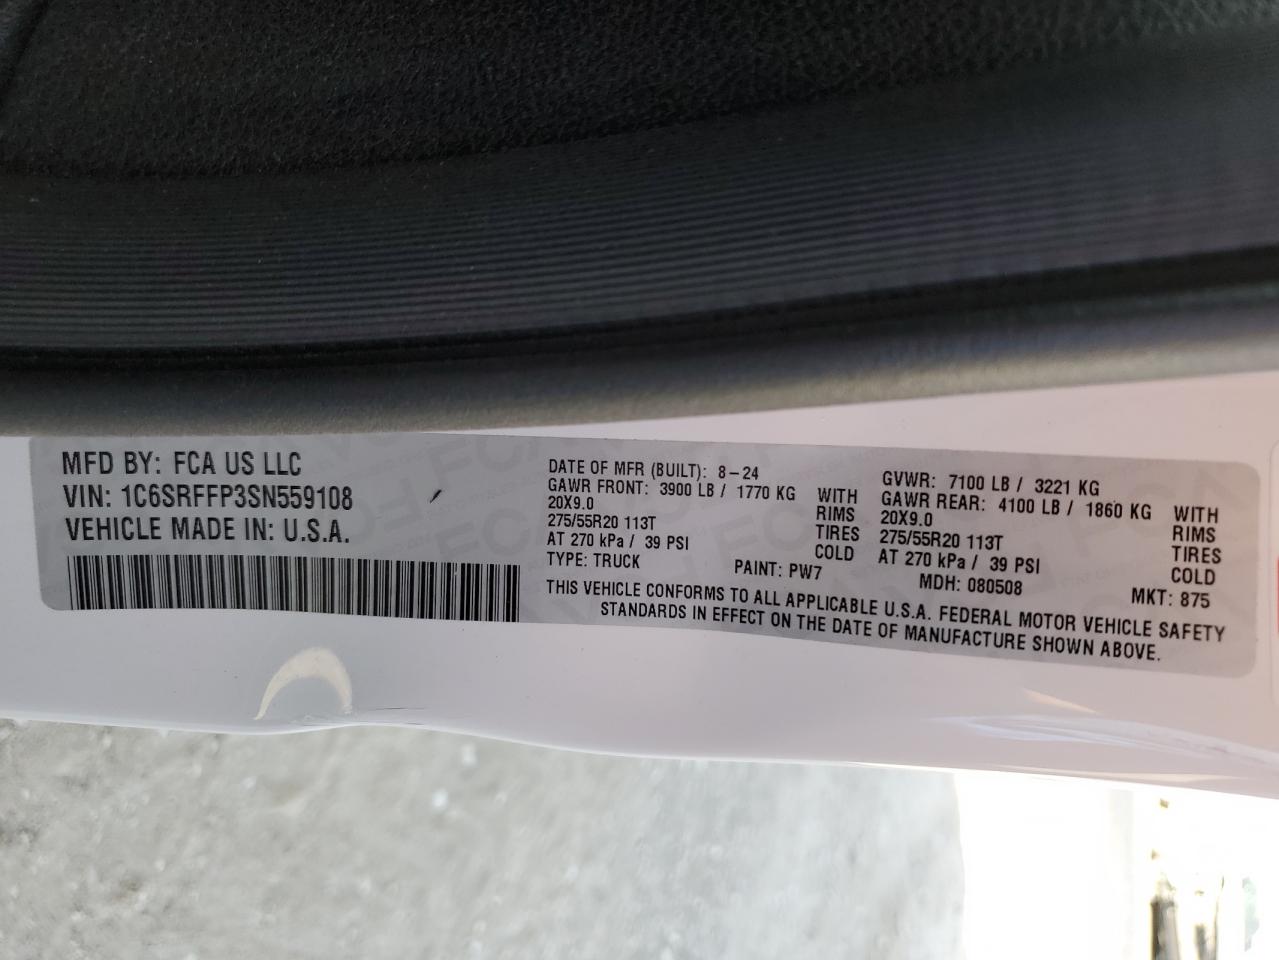 MFD BY: FCA US LLC
VIN: 1C6SRFFP3SN559108
VEHICLE MADE IN: U.S.A.
DATE OF MFR (BUILT): 8-24
GAWR FRONT: 3900 LB / 1770 KG WITH
20X9.0 RIMS
275/55R20 113T TIRES
AT 270 kPa / 39 PSI COLD
TYPE: TRUCK PAINT: PW7
GVWR: 7100 LB / 3221 KG
GAWR REAR: 4100 LB / 1860 KG WITH
20X9.0 RIMS
275/55R20 113T TIRES
AT 270 kPa / 39 PSI COLD
MDH: 080508 MKT: 875
THIS VEHICLE CONFORMS TO ALL APPLICABLE U.S.A. FEDERAL MOTOR VEHICLE SAFETY
STANDARDS IN EFFECT ON THE DATE OF MANUFACTURE SHOWN ABOVE.